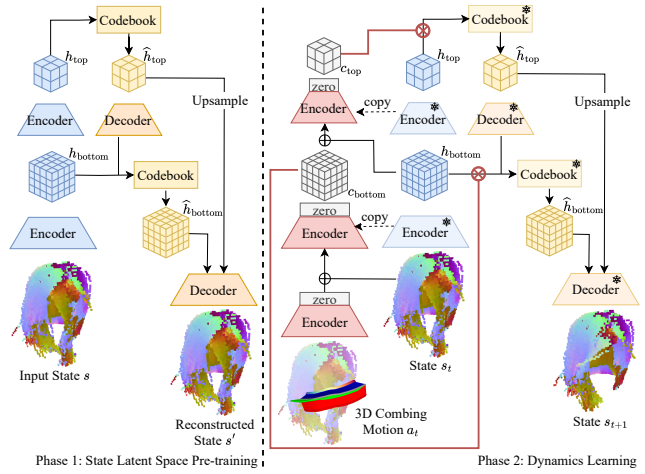 Codebook
h_top
ĥ_top
Upsample
Encoder
Decoder
h_bottom
Codebook
ĥ_bottom
Encoder
Decoder
Input State s
Reconstructed
State s′
Phase 1: State Latent Space Pre-training
Codebook*
c_top
h_top
ĥ_top
zero
Upsample
Encoder
copy
Encoder*
Decoder*
h_bottom
c_bottom
Codebook*
zero
ĥ_bottom
copy
Encoder
Encoder*
zero
Decoder*
Encoder
State s_t
3D Combing
Motion a_t
State s_{t+1}
Phase 2: Dynamics Learning